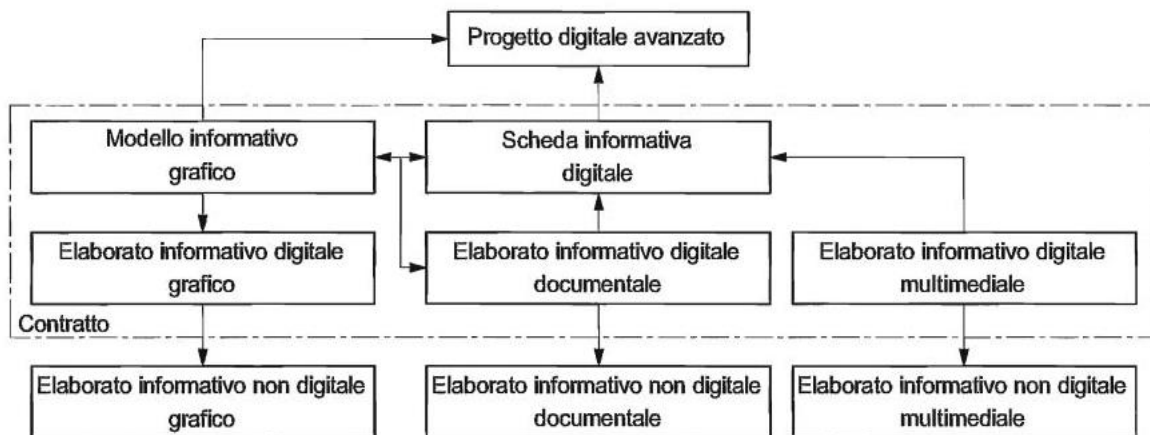 Progetto digitale avanzato
Modello informativo
grafico
Scheda informativa
digitale
Elaborato informativo digitale
grafico
Elaborato informativo digitale
documentale
Elaborato informativo digitale
multimediale
Contratto
Elaborato informativo non digitale
grafico
Elaborato informativo non digitale
documentale
Elaborato informativo non digitale
multimediale